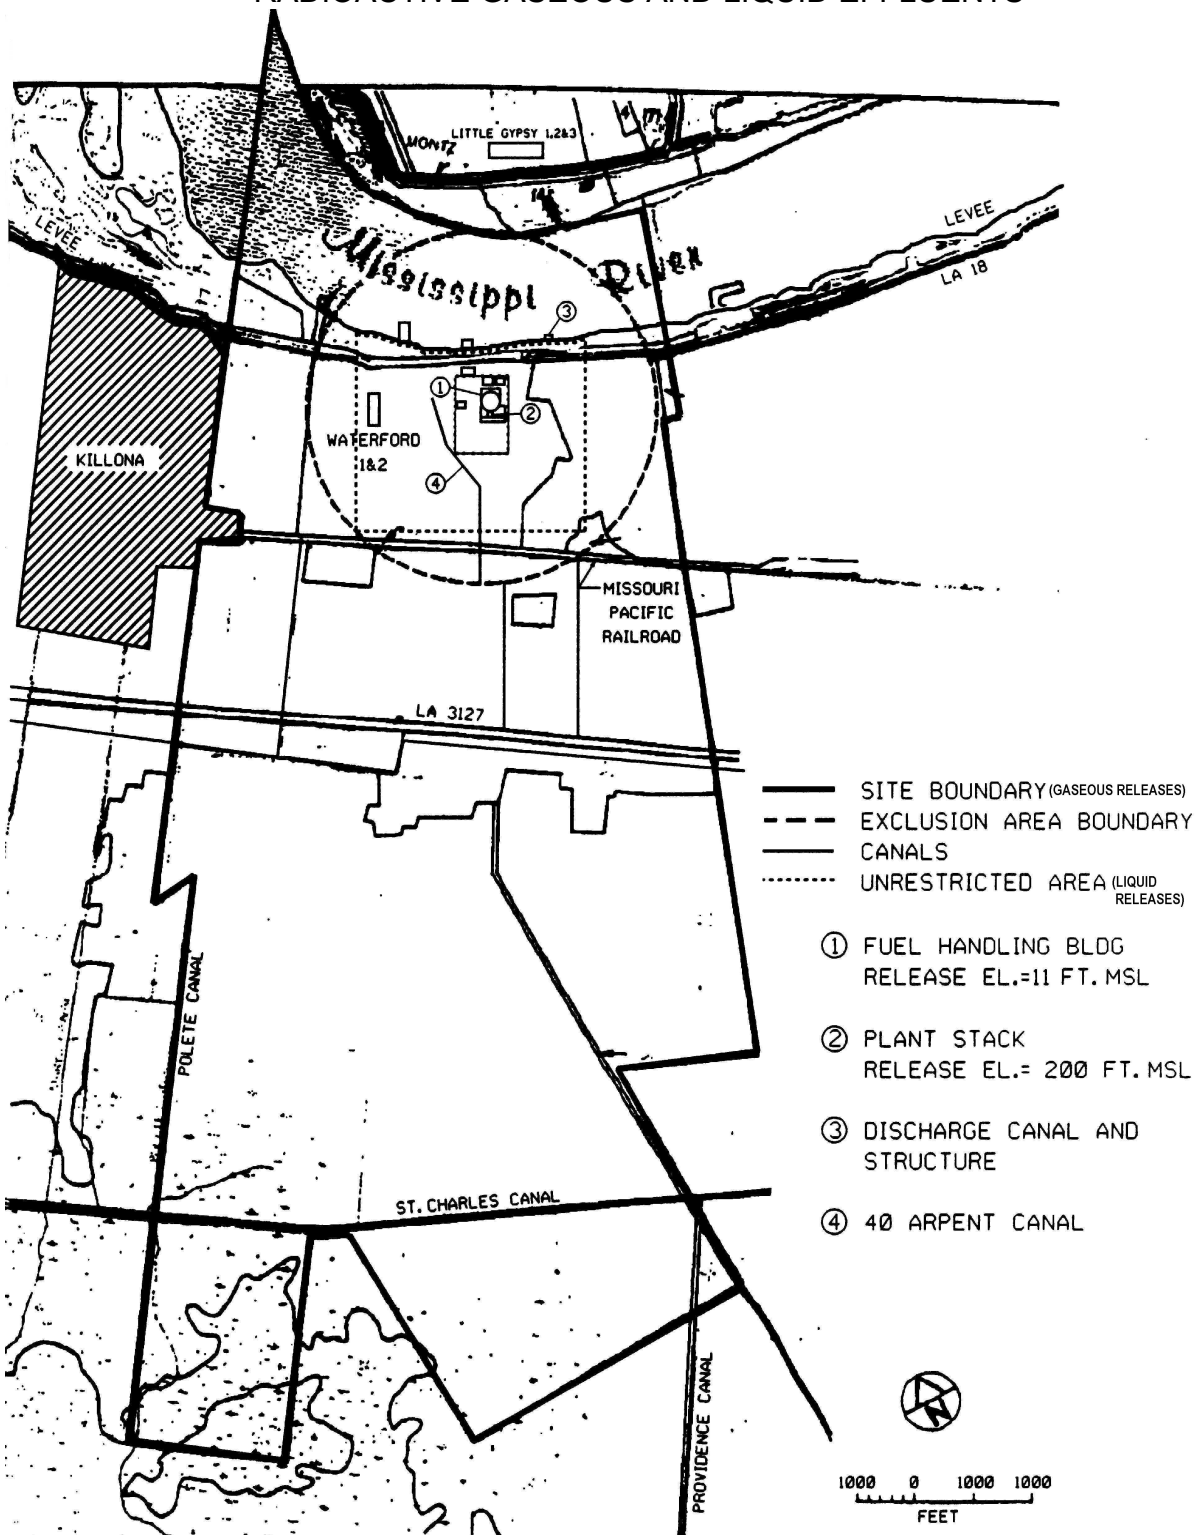 RADIOACTIVE GASEOUS AND LIQUID EFFLUENTS
LITTLE GYPSY 1,2&3
MONTZ
LEVEE
LEVEE
Mississippi River
LA 18
③
①
②
WATERFORD
1&2
④
KILLONA
MISSOURI
PACIFIC
RAILROAD
LA 3127
SITE BOUNDARY (GASEOUS RELEASES)
EXCLUSION AREA BOUNDARY
CANALS
UNRESTRICTED AREA (LIQUID
RELEASES)
① FUEL HANDLING BLDG
RELEASE EL.=11 FT. MSL
② PLANT STACK
RELEASE EL.= 200 FT. MSL
③ DISCHARGE CANAL AND
STRUCTURE
④ 40 ARPENT CANAL
POLETE CANAL
ST. CHARLES CANAL
PROVIDENCE CANAL
N
1000 0 1000 1000
FEET